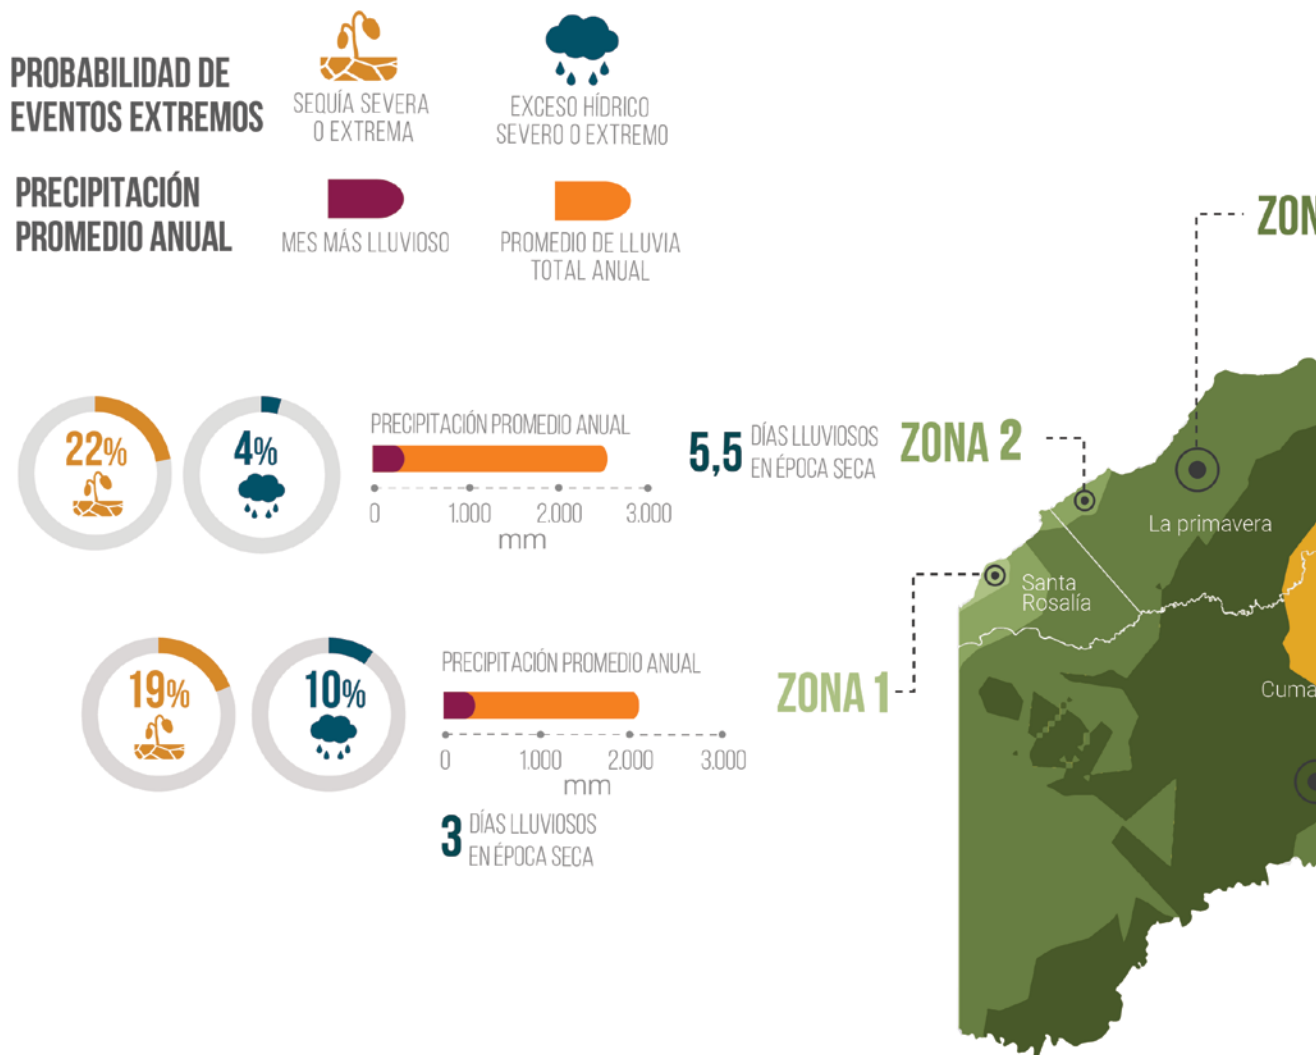 PROBABILIDAD DE
EVENTOS EXTREMOS
SEQUÍA SEVERA
O EXTREMA
EXCESO HÍDRICO
SEVERO O EXTREMO
PRECIPITACIÓN
PROMEDIO ANUAL
MES MÁS LLUVIOSO
PROMEDIO DE LLUVIA
TOTAL ANUAL
ZON
22%
4%
PRECIPITACIÓN PROMEDIO ANUAL
0 1.000 2.000 3.000
mm
5,5 DÍAS LLUVIOSOS
EN ÉPOCA SECA
ZONA 2
La primavera
Santa
Rosalía
19%
10%
PRECIPITACIÓN PROMEDIO ANUAL
0 1.000 2.000 3.000
mm
3 DÍAS LLUVIOSOS
EN ÉPOCA SECA
ZONA 1
Cuma